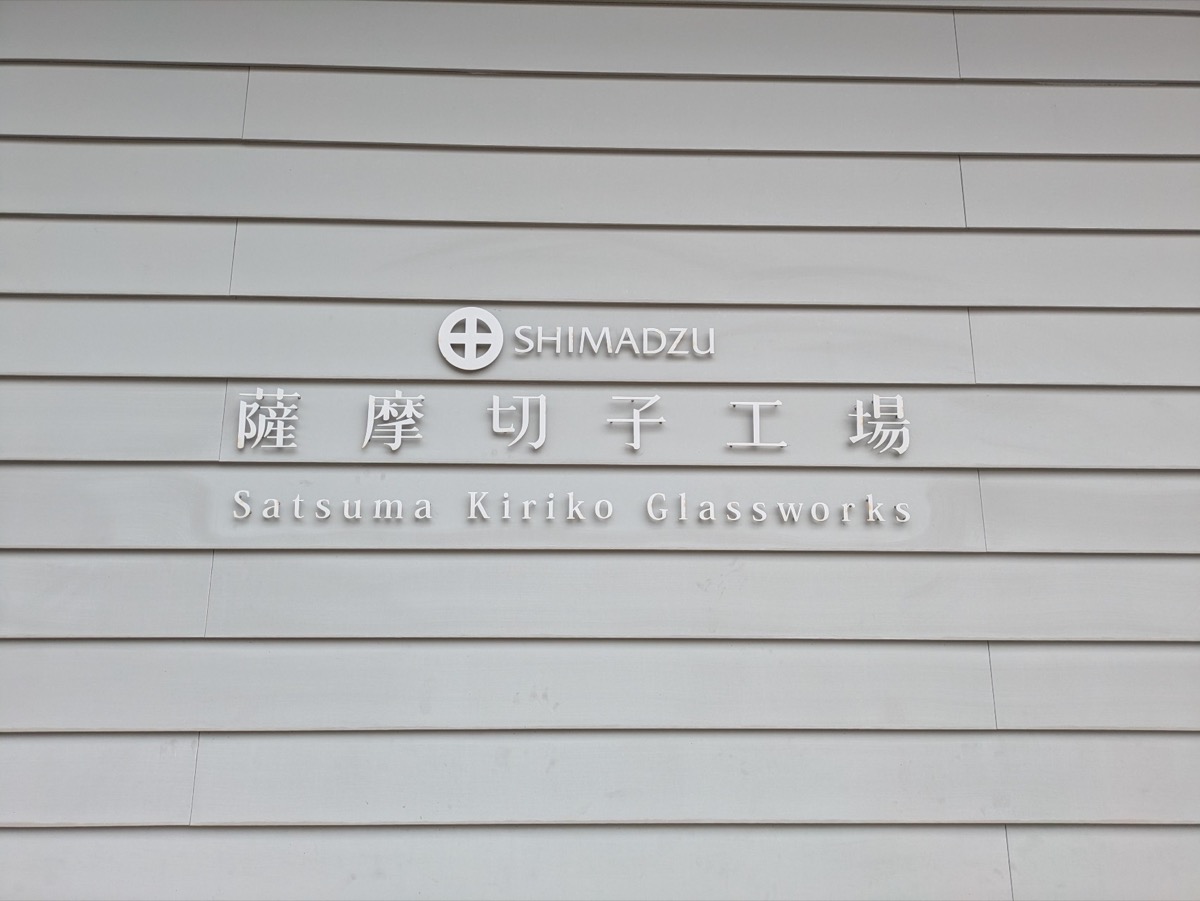 SHIMADZU
薩摩切子工場
Satsuma Kiriko Glassworks